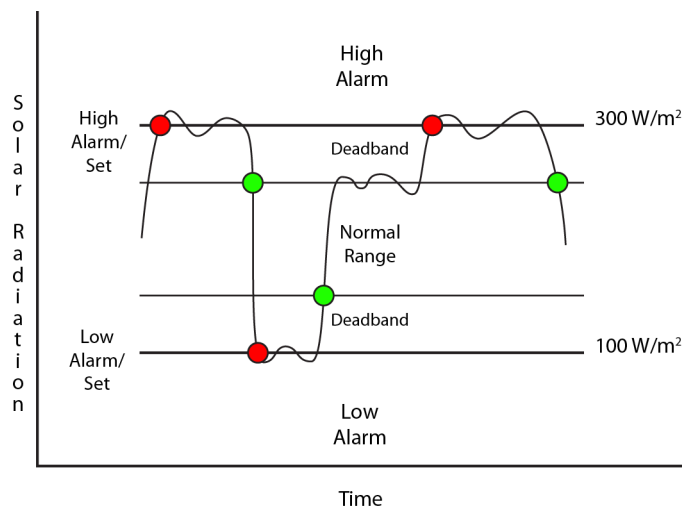 High
Alarm
High
Alarm/
Set
300 W/m²
Deadband
Solar Radiation
Normal
Range
Deadband
Low
Alarm/
Set
100 W/m²
Low
Alarm
Time